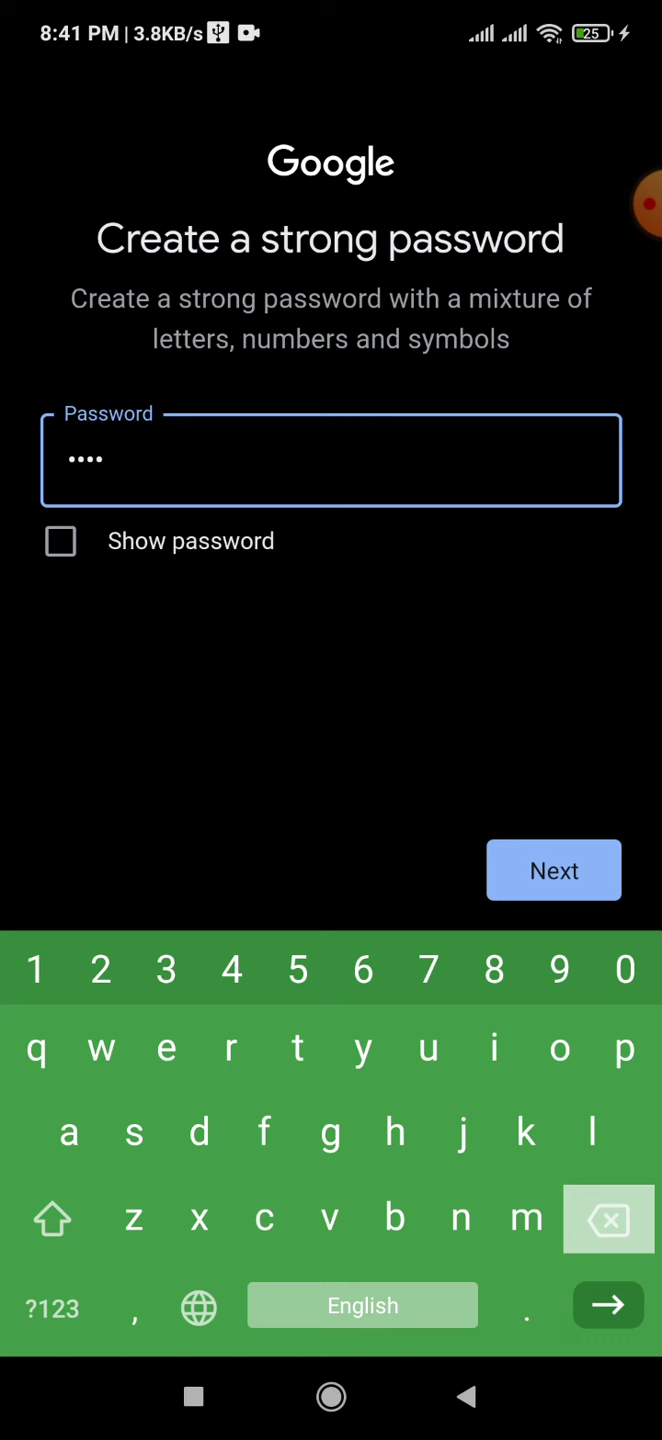 8:41 PM | 3.8KB/s 25
Google
Create a strong password
Create a strong password with a mixture of
letters, numbers and symbols
Password
••••
Show password
Next
1 2 3 4 5 6 7 8 9 0
q w e r t y u i o p
a s d f g h j k l
z x c v b n m
?123 , English .